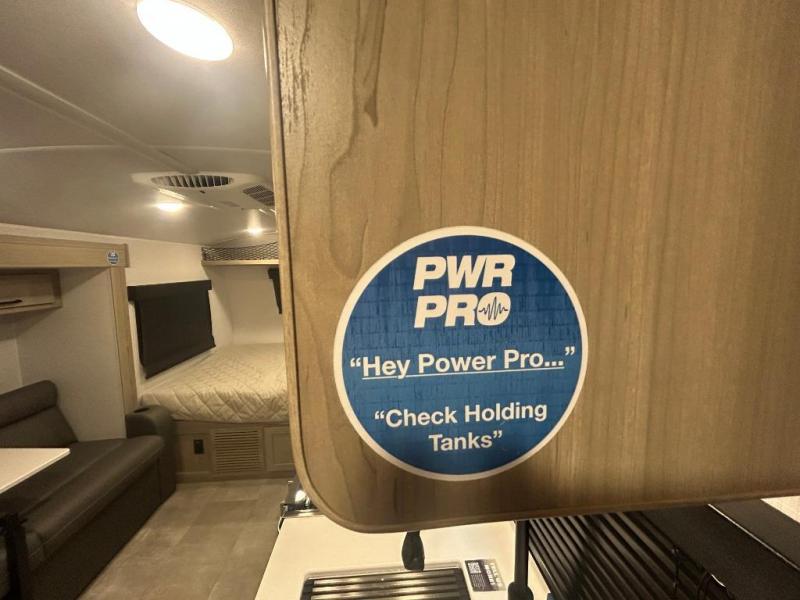 PWR
PRO
“Hey Power Pro...”
“Check Holding
Tanks”